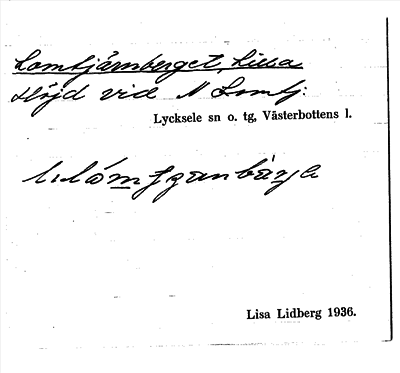 Lomtjärnberget, Lilla
Höjd vid N Lomtj.
Lycksele sn o. tg, Västerbottens l.
Lisa Lidberg 1936.